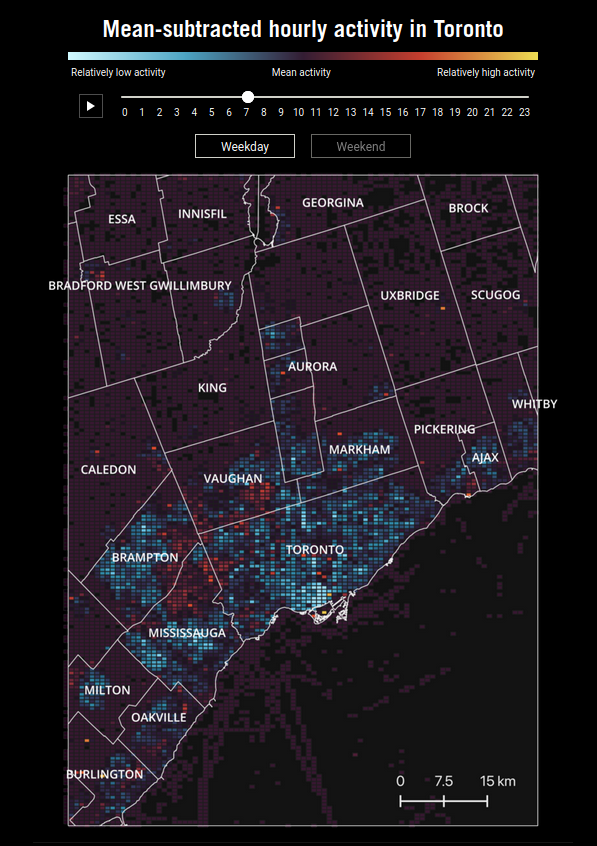 Mean-subtracted hourly activity in Toronto
Relatively low activity Mean activity Relatively high activity
0 1 2 3 4 5 6 7 8 9 10 11 12 13 14 15 16 17 18 19 20 21 22 23
Weekday Weekend
GEORGINA
BROCK
INNISFIL
ESSA
BRADFORD WEST GWILLIMBURY
UXBRIDGE SCUGOG
AURORA
KING
WHITBY
PICKERING
MARKHAM
AJAX
CALEDON
VAUGHAN
TORONTO
BRAMPTON
MISSISSAUGA
MILTON
OAKVILLE
BURLINGTON
0 7.5 15 km